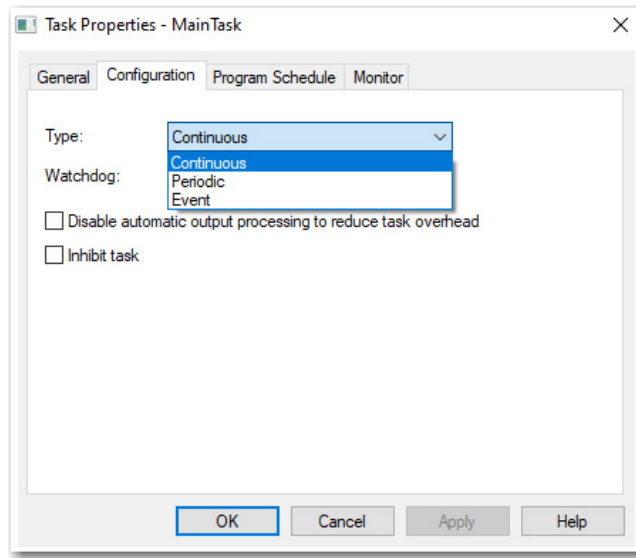 Task Properties - MainTask
General Configuration Program Schedule Monitor
Type: Continuous
Continuous
Watchdog:
Periodic
Event
Disable automatic output processing to reduce task overhead
Inhibit task
OK Cancel Apply Help